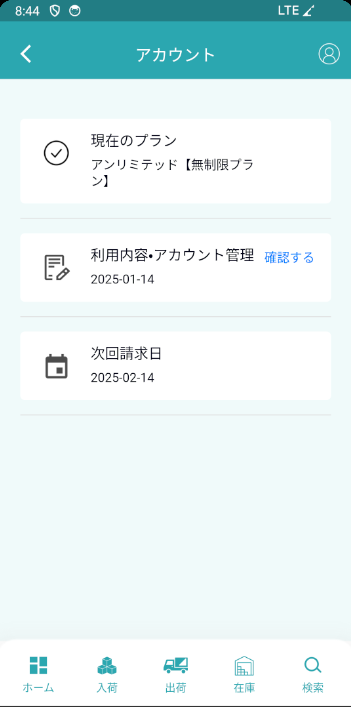 8:44
LTE
アカウント
現在のプラン
アンリミテッド【無制限プラ
ン】
利用内容•アカウント管理
確認する
2025-01-14
次回請求日
2025-02-14
ホーム
入荷
出荷
在庫
検索